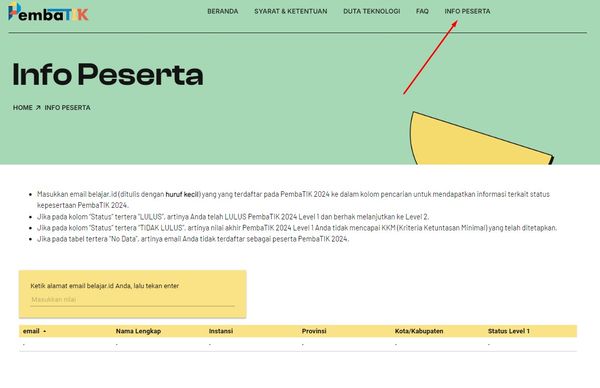 PembaTIK
BERANDA SYARAT & KETENTUAN DUTA TEKNOLOGI FAQ INFO PESERTA
Info Peserta
HOME ↗ INFO PESERTA
• Masukkan email belajar.id (ditulis dengan huruf kecil) yang yang terdaftar pada PembaTIK 2024 ke dalam kolom pencarian untuk mendapatkan informasi terkait status
kepesertaan PembaTIK 2024.
• Jika pada kolom "Status" tertera "LULUS", artinya Anda telah LULUS PembaTIK 2024 Level 1 dan berhak melanjutkan ke Level 2.
• Jika pada kolom "Status" tertera "TIDAK LULUS", artinya nilai akhir PembaTIK 2024 Level 1 Anda tidak mencapai KKM (Kriteria Ketuntasan Minimal) yang telah ditetapkan.
• Jika pada tabel tertera "No Data", artinya email Anda tidak terdaftar sebagai peserta PembaTIK 2024.
Ketik alamat email belajar.id Anda, lalu tekan enter
Masukkan nilai
email Nama Lengkap Instansi Provinsi Kota/Kabupaten Status Level 1
- - - - - -